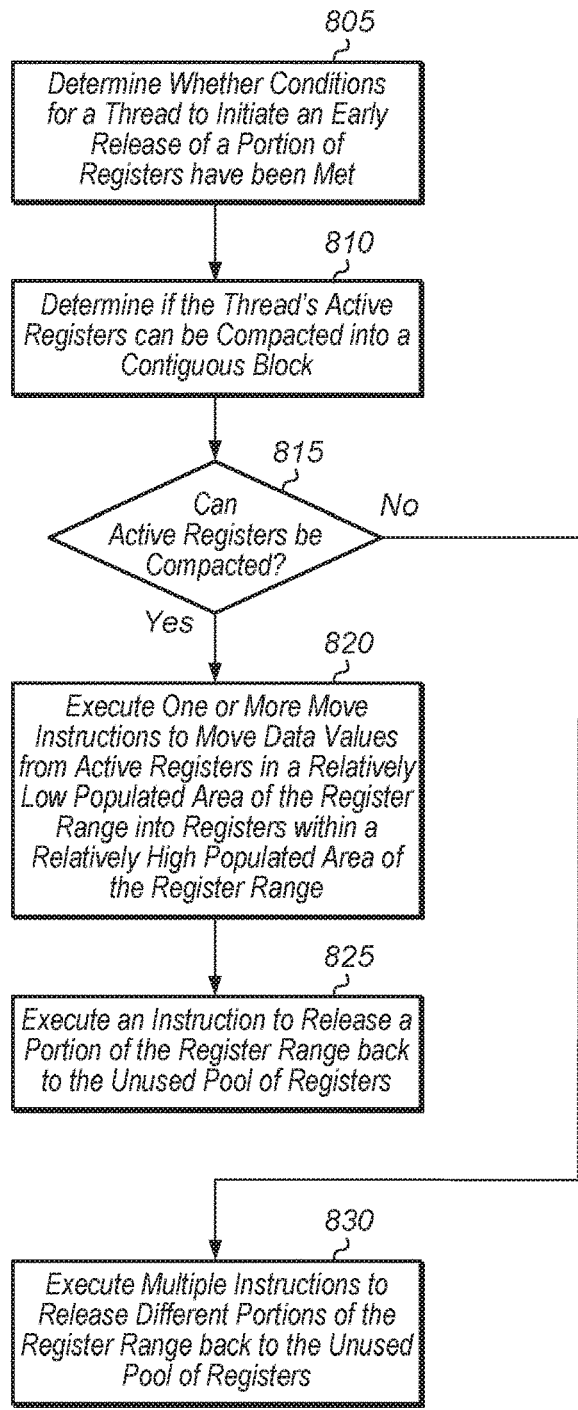 805
Determine Whether Conditions
for a Thread to Initiate an Early
Release of a Portion of
Registers have been Met
810
Determine if the Thread's Active
Registers can be Compacted into a
Contiguous Block
815
Can
Active Registers be
Compacted?
No
Yes
820
Execute One or More Move
Instructions to Move Data Values
from Active Registers in a Relatively
Low Populated Area of the Register
Range into Registers within a
Relatively High Populated Area of
the Register Range
825
Execute an Instruction to Release a
Portion of the Register Range back
to the Unused Pool of Registers
830
Execute Multiple Instructions to
Release Different Portions of the
Register Range back to the Unused
Pool of Registers